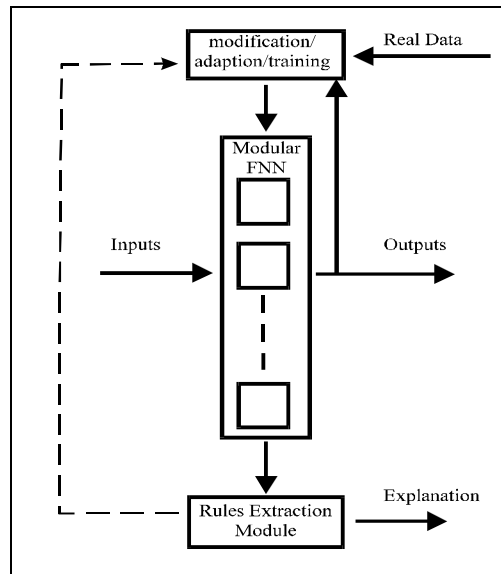 modification/
adaption/training
Real Data
Modular
FNN
Inputs
Outputs
Rules Extraction
Module
Explanation